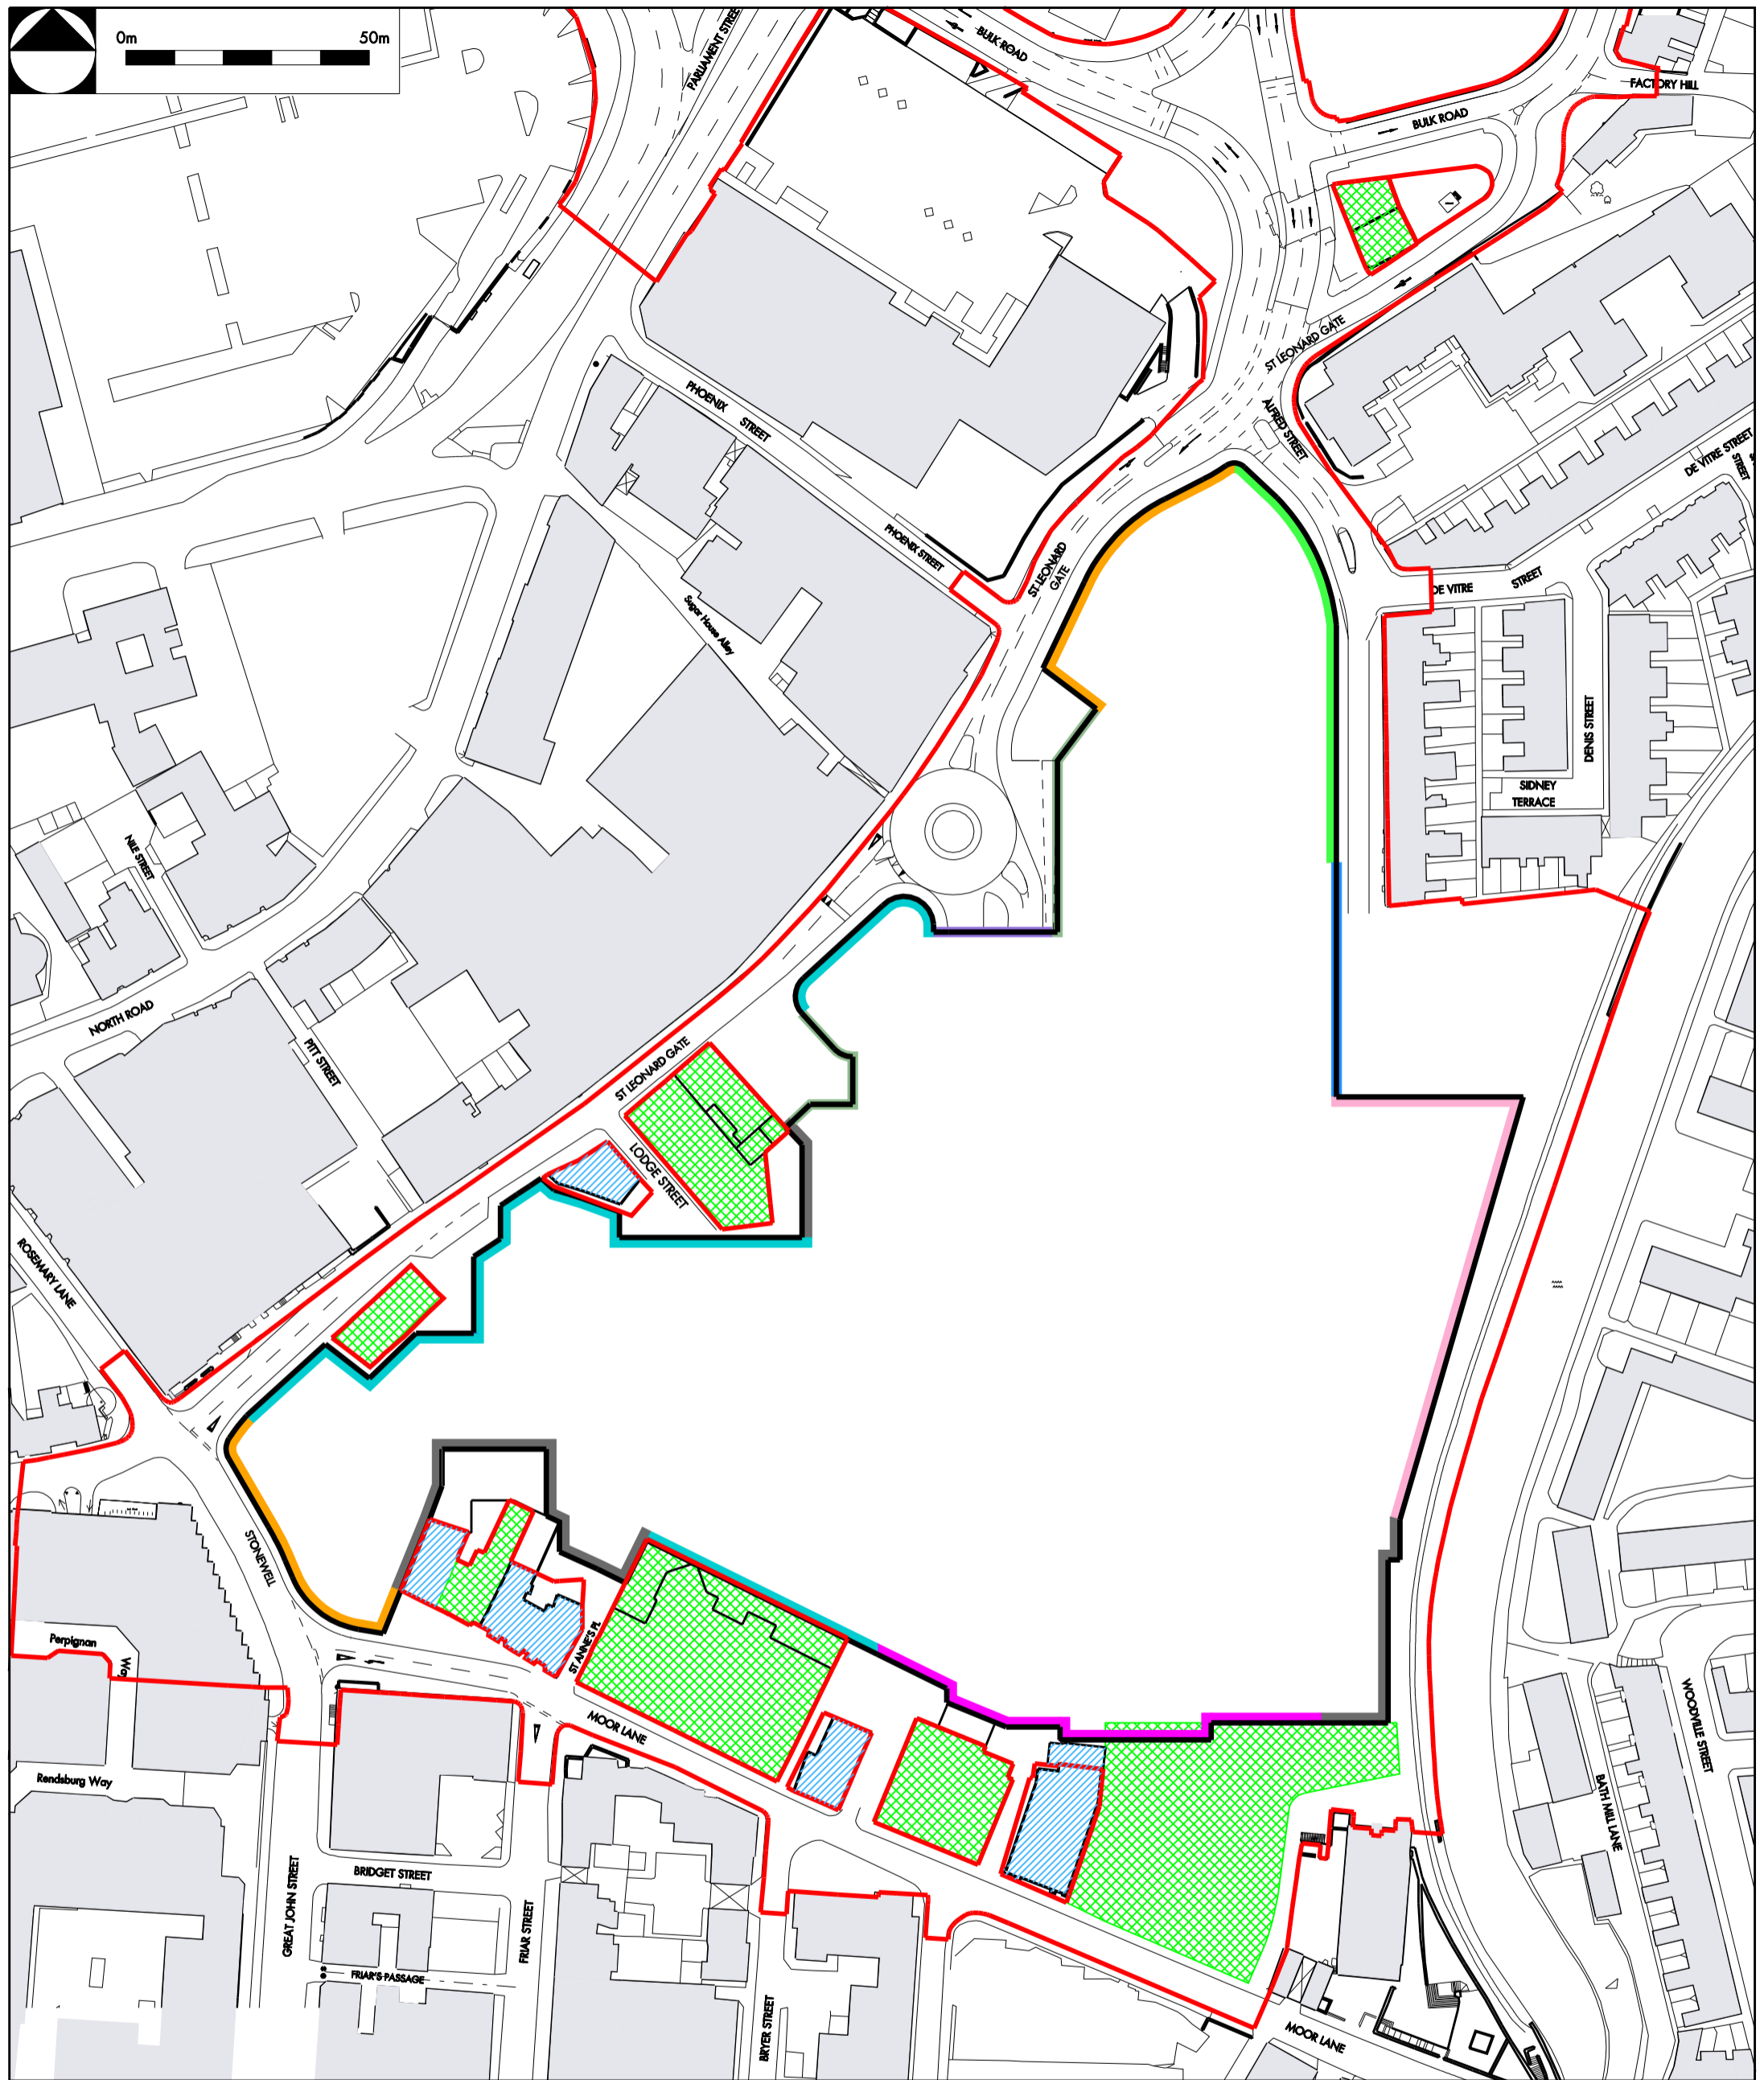 0m 50m
PARLIAMENT STREET
BULK ROAD
FACTORY HILL
BULK ROAD
ST LEONARD GATE
ALFRED STREET
PHOENIX
STREET
DE VITRE STREET
STREET
PHOENIX STREET
ST LEONARD
GATE
DE VITRE
STREET
Sugar House Alley
DENIS STREET
SIDNEY
TERRACE
NILE STREET
NORTH ROAD
PITT STREET
ST LEONARD GATE
LODGE STREET
ROSEMARY LANE
STONEWELL
ST ANNE'S PL
Perpignan
Way
MOOR LANE
Rendsburg Way
WOODVILLE STREET
BATH MILL LANE
BRIDGET STREET
GREAT JOHN STREET
FRIAR STREET
FRIAR'S PASSAGE
BRYER STREET
MOOR LANE